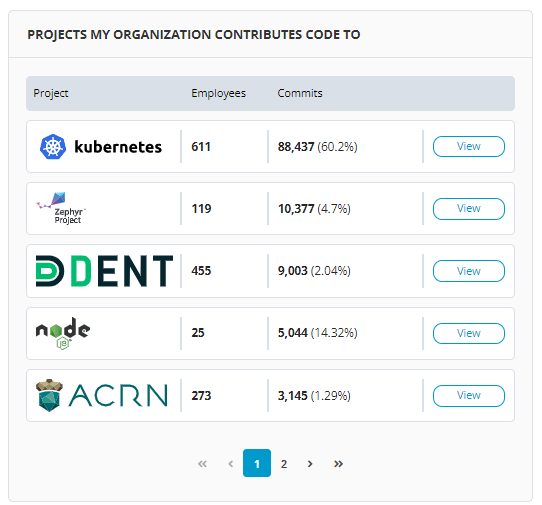 PROJECTS MY ORGANIZATION CONTRIBUTES CODE TO
Project Employees Commits
kubernetes 611 88,437 (60.2%) View
Zephyr™ Project 119 10,377 (4.7%) View
DENT 455 9,003 (2.04%) View
node JS 25 5,044 (14.32%) View
ACRN 273 3,145 (1.29%) View
« ‹ 1 2 › »